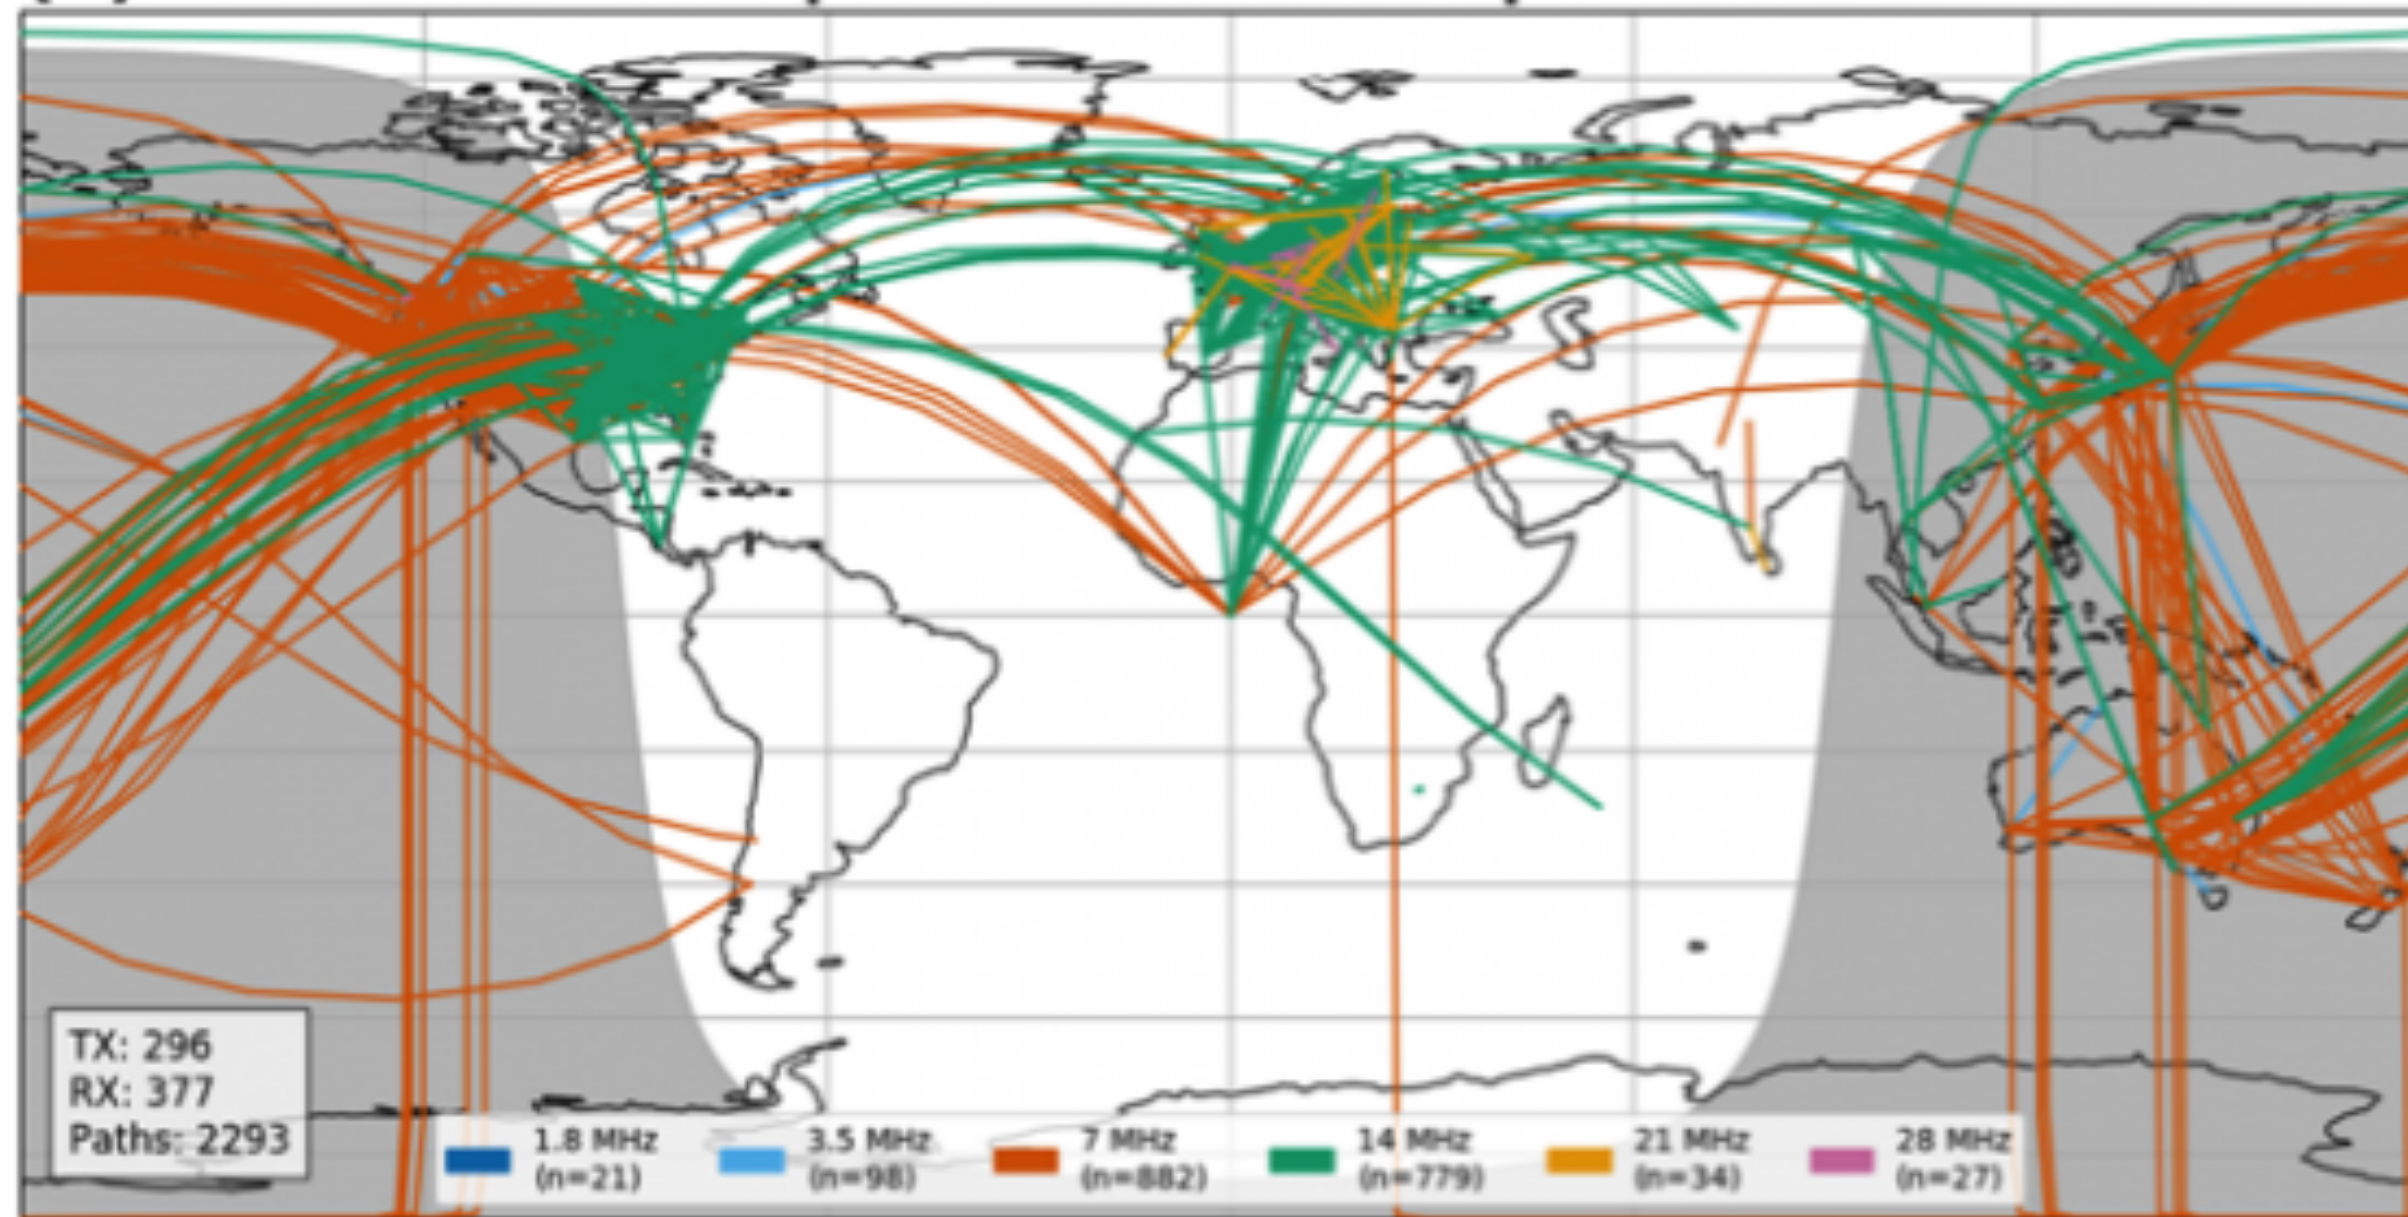 TX: 296
RX: 377
Paths: 2293
1.8 MHz
(n=21)
3.5 MHz
(n=98)
7 MHz
(n=882)
14 MHz
(n=779)
21 MHz
(n=34)
28 MHz
(n=27)